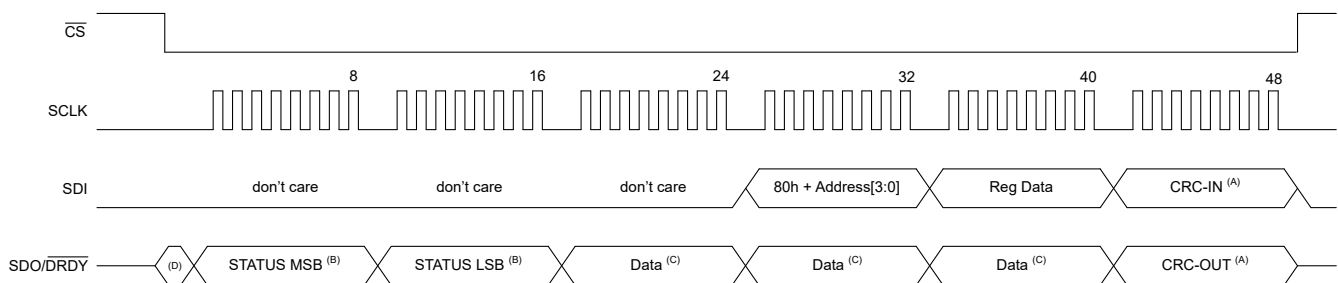 CS
8 16 24 32 40 48
SCLK
SDI don't care don't care don't care 80h + Address[3:0] Reg Data CRC-IN (A)
SDO/DRDY (D) STATUS MSB (B) STATUS LSB (B) Data (C) Data (C) Data (C) CRC-OUT (A)